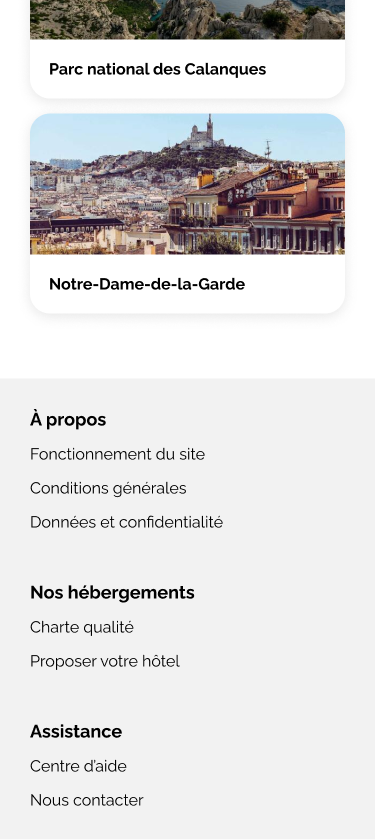 Parc national des Calanques
Notre-Dame-de-la-Garde
À propos
Fonctionnement du site
Conditions générales
Données et confidentialité
Nos hébergements
Charte qualité
Proposer votre hôtel
Assistance
Centre d'aide
Nous contacter